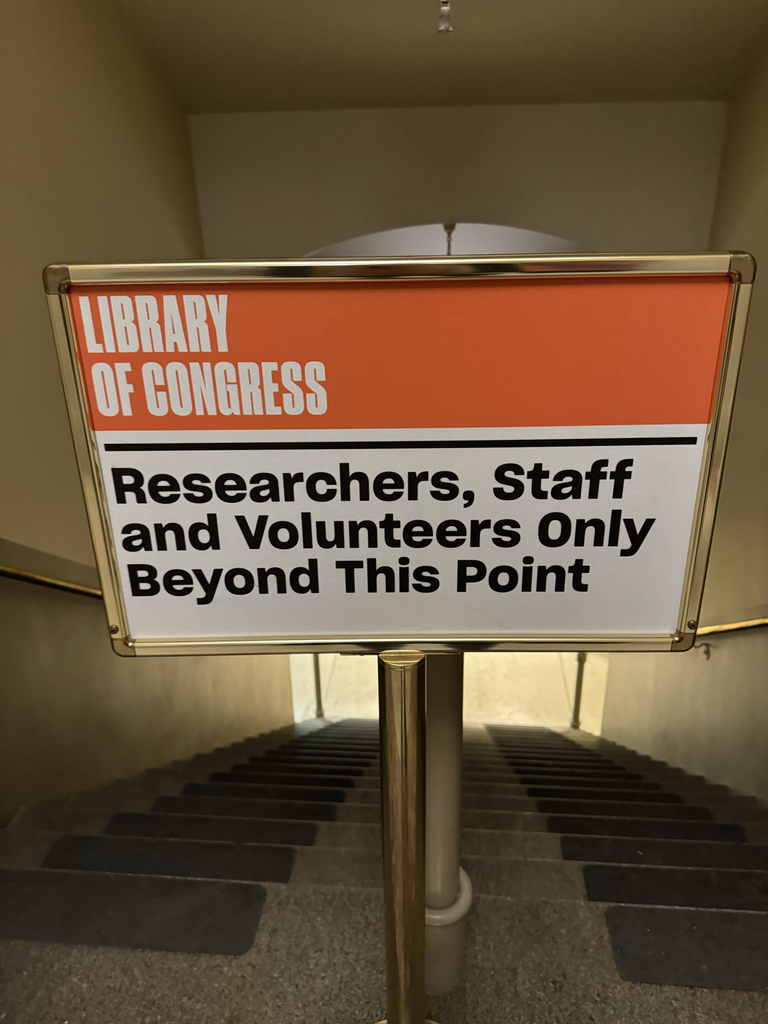 LIBRARY
OF CONGRESS
Researchers, Staff
and Volunteers Only
Beyond This Point